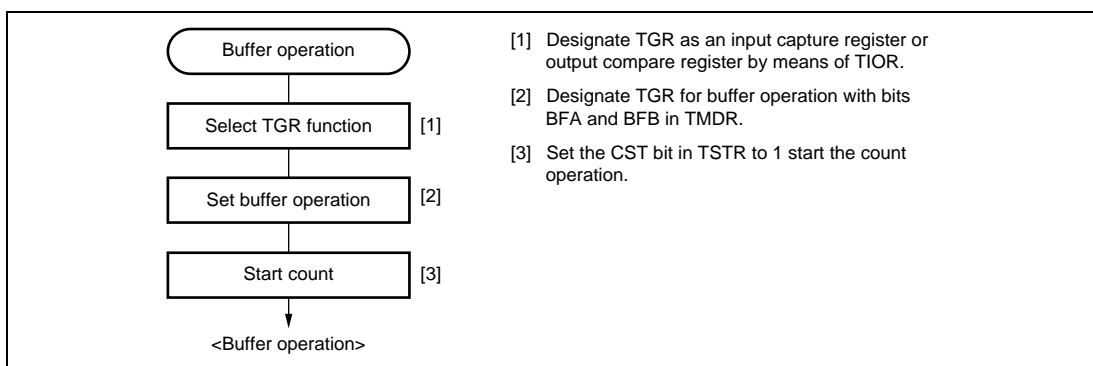 Buffer operation
Select TGR function
[1]
Set buffer operation
[2]
Start count
[3]
<Buffer operation>
[1] Designate TGR as an input capture register or
output compare register by means of TIOR.
[2] Designate TGR for buffer operation with bits
BFA and BFB in TMDR.
[3] Set the CST bit in TSTR to 1 start the count
operation.